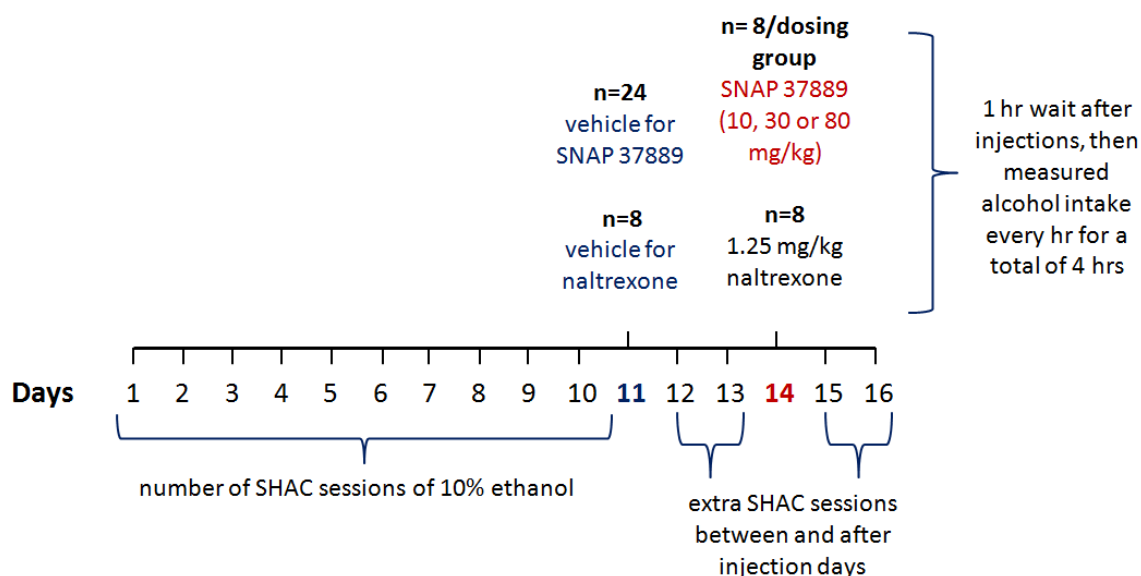 n=24
vehicle for
SNAP 37889
n= 8/dosing
group
SNAP 37889
(10, 30 or 80
mg/kg)
n=8
vehicle for
naltrexone
n=8
1.25 mg/kg
naltrexone
1 hr wait after
injections, then
measured
alcohol intake
every hr for a
total of 4 hrs
Days 1 2 3 4 5 6 7 8 9 10 11 12 13 14 15 16
number of SHAC sessions of 10% ethanol
extra SHAC sessions
between and after
injection days